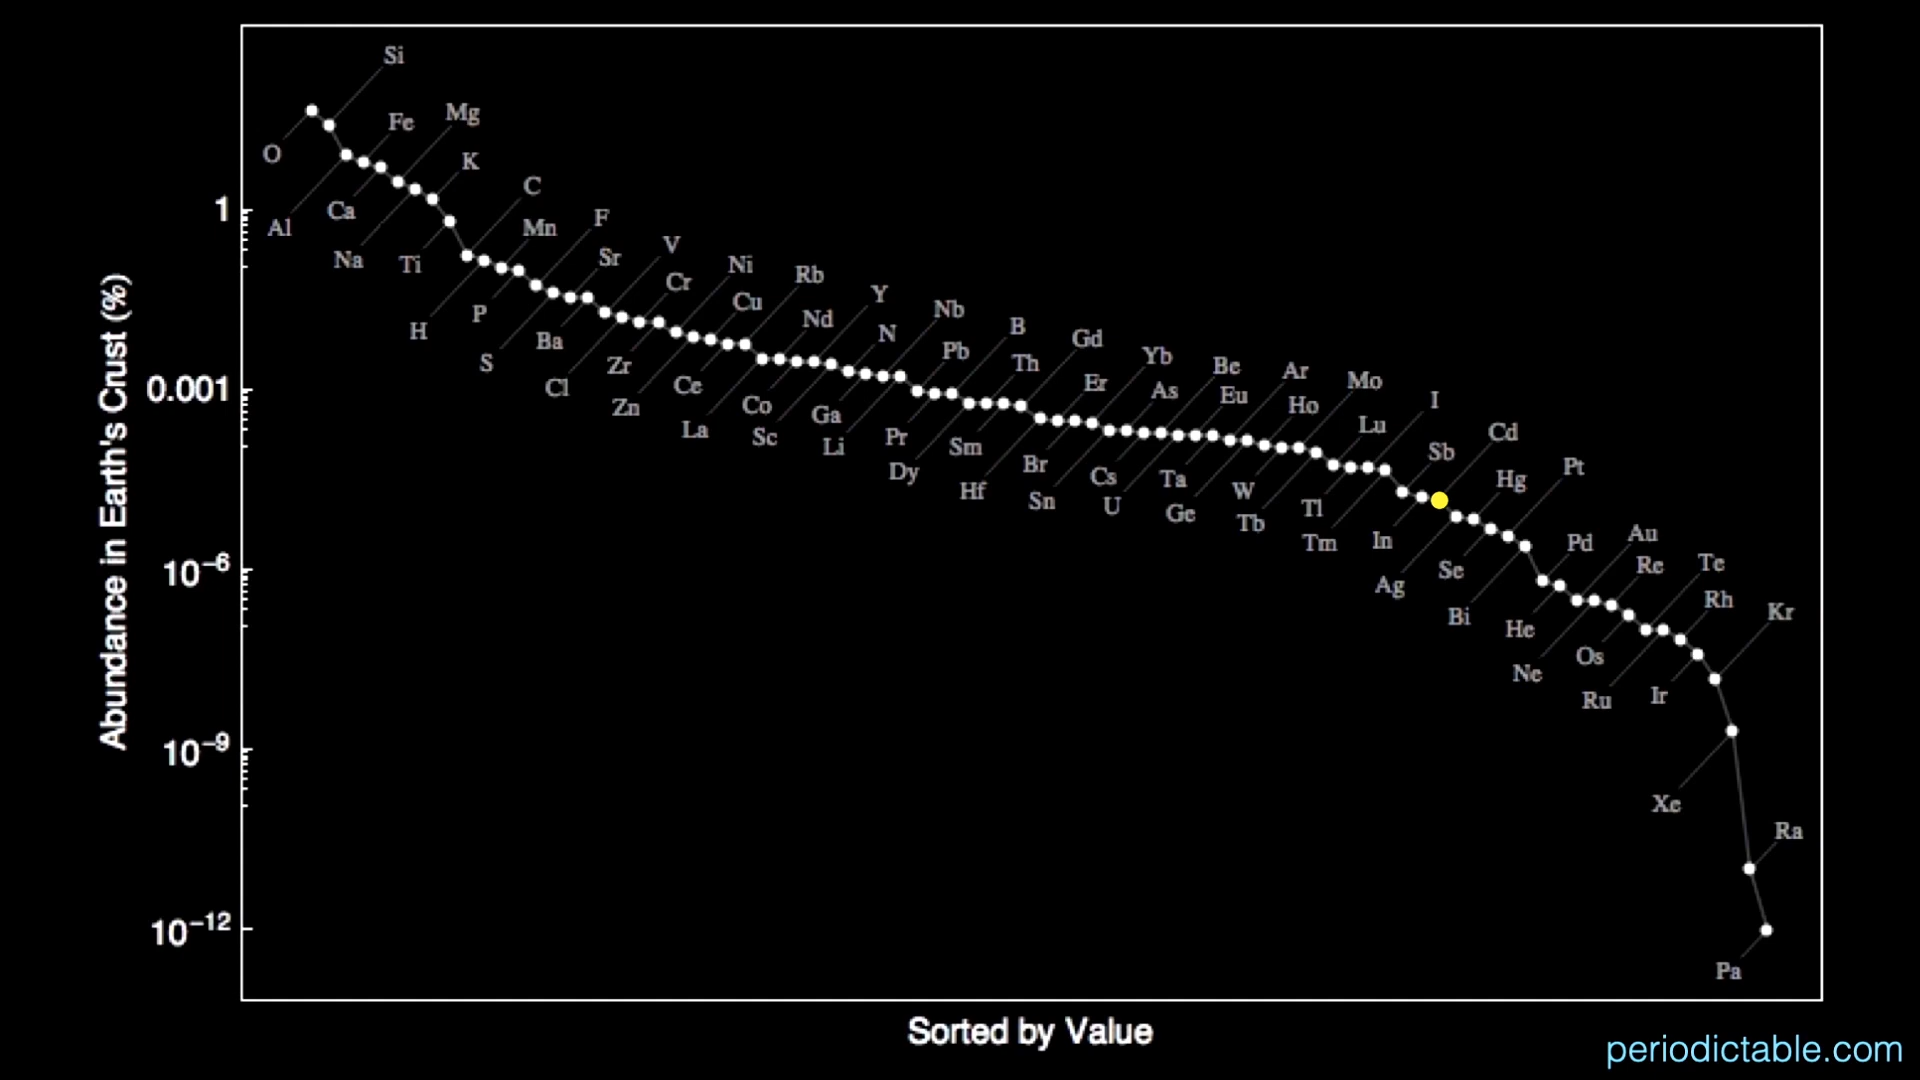 Si
O
Fe
Mg
Al
Ca
K
Na
Ti
C
Mn
F
H
P
Sr
V
S
Ba
Cr
Ni
Cl
Zr
Cu
Rb
Zn
Ce
Nd
Y
La
Co
N
Nb
Sc
Ga
Pb
B
Li
Pr
Th
Gd
Dy
Sm
Er
Yb
Hf
Br
As
Be
Sn
Cs
Eu
Ar
U
Ta
Ho
Mo
Ge
W
Lu
I
Tb
Tl
Sb
Cd
Tm
In
Hg
Pt
Ag
Se
Pd
Au
Bi
He
Re
Te
Ne
Os
Rh
Kr
Ru
Ir
Xe
Ra
Pa
1
0.001
10⁻⁶
10⁻⁹
10⁻¹²
Abundance in Earth's Crust (%)
Sorted by Value
periodictable.com